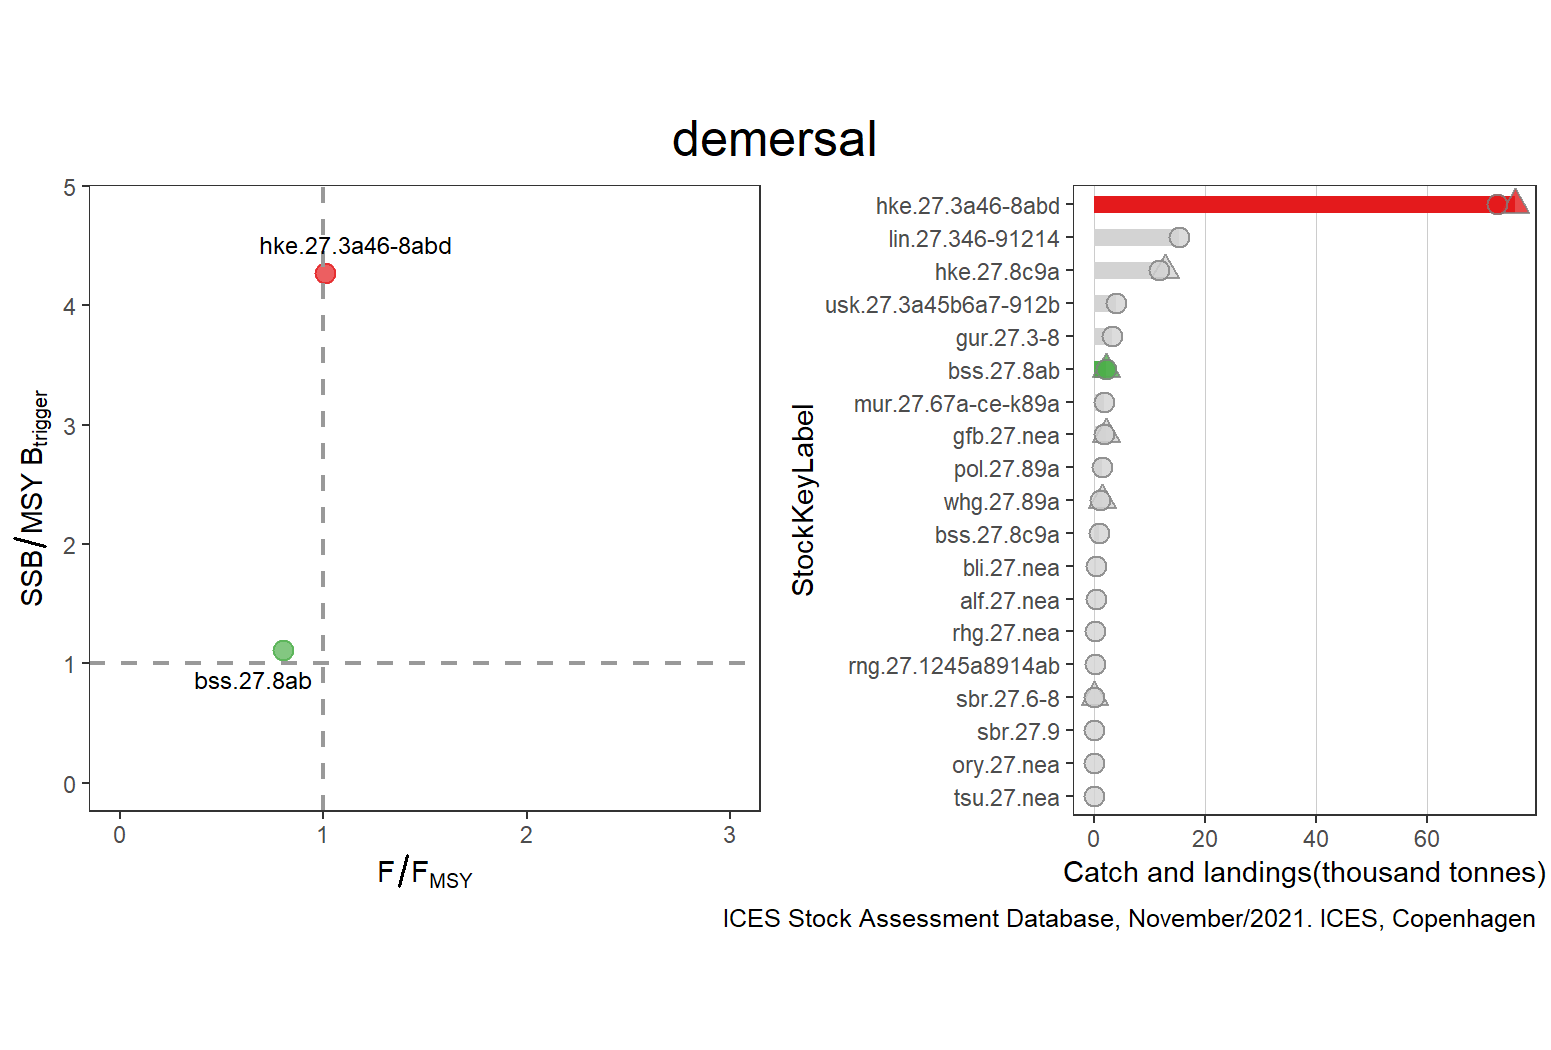 demersal
5
4
3
2
1
0
SSB/MSY Btrigger
hke.27.3a46-8abd
bss.27.8ab
0 1 2 3
F/FMSY
StockKeyLabel
hke.27.3a46-8abd
lin.27.346-91214
hke.27.8c9a
usk.27.3a45b6a7-912b
gur.27.3-8
bss.27.8ab
mur.27.67a-ce-k89a
gfb.27.nea
pol.27.89a
whg.27.89a
bss.27.8c9a
bli.27.nea
alf.27.nea
rhg.27.nea
rng.27.1245a8914ab
sbr.27.6-8
sbr.27.9
ory.27.nea
tsu.27.nea
0 20 40 60
Catch and landings(thousand tonnes)
ICES Stock Assessment Database, November/2021. ICES, Copenhagen